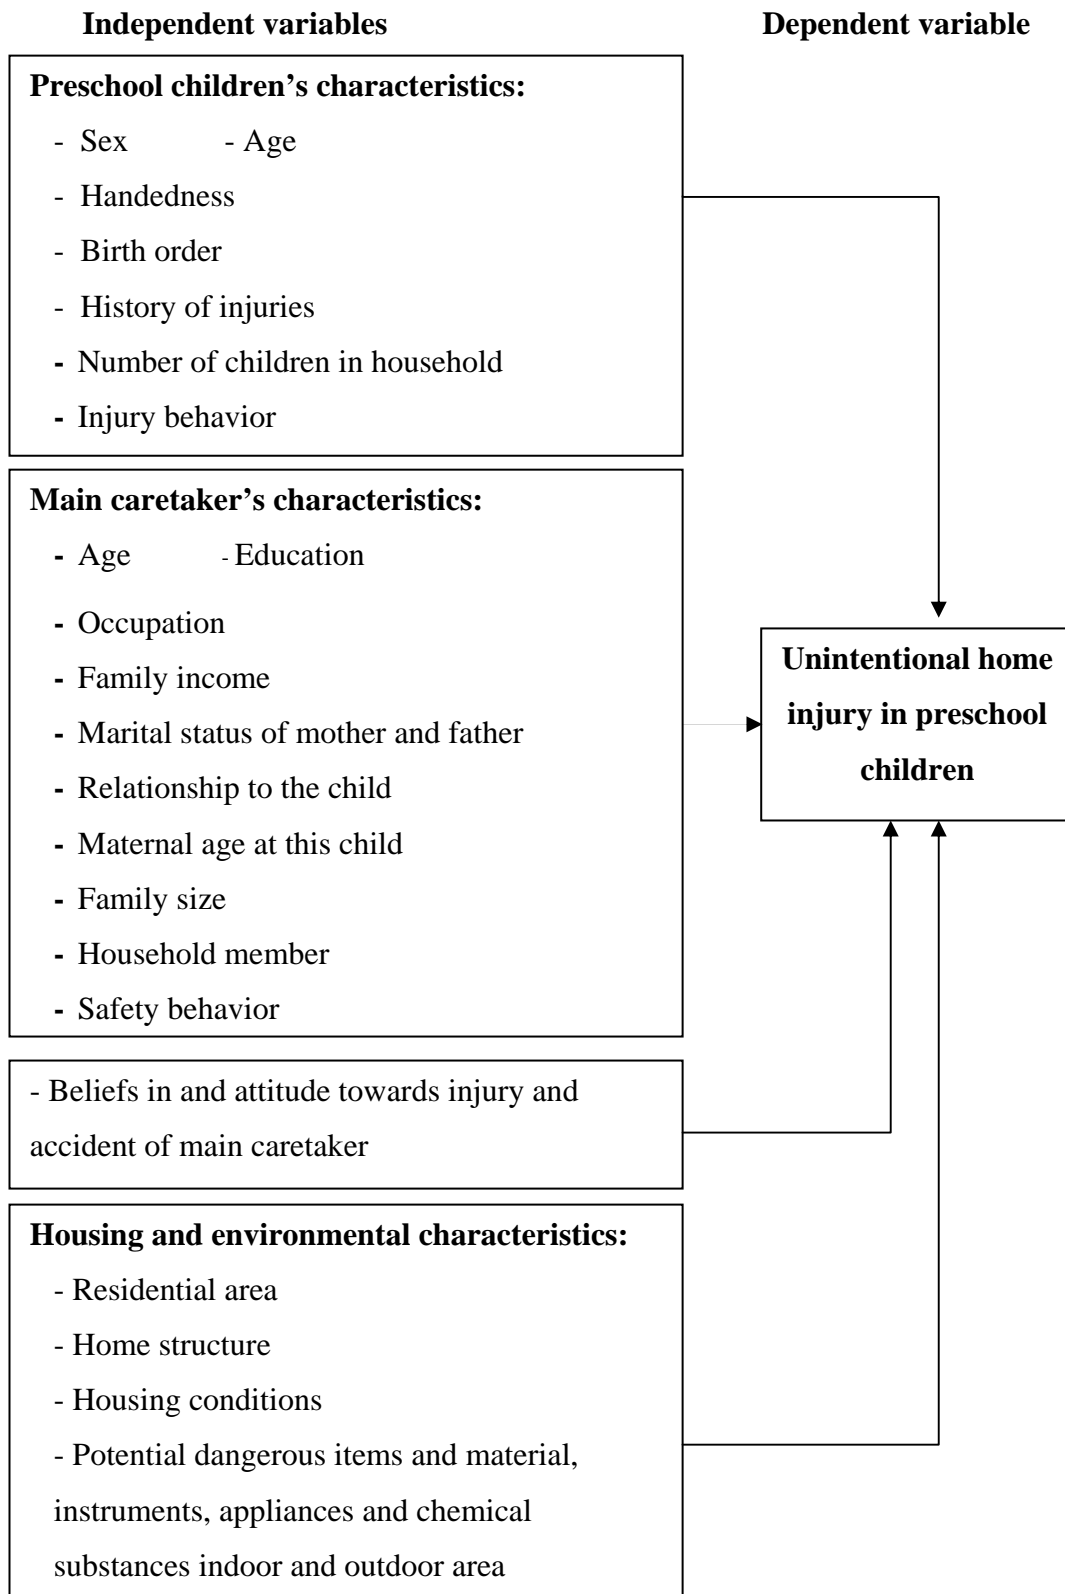 Independent variables
Dependent variable
Preschool children’s characteristics:
- Sex - Age
- Handedness
- Birth order
- History of injuries
- Number of children in household
- Injury behavior
Main caretaker’s characteristics:
- Age - Education
- Occupation
- Family income
- Marital status of mother and father
- Relationship to the child
- Maternal age at this child
- Family size
- Household member
- Safety behavior
- Beliefs in and attitude towards injury and
accident of main caretaker
Housing and environmental characteristics:
- Residential area
- Home structure
- Housing conditions
- Potential dangerous items and material,
instruments, appliances and chemical
substances indoor and outdoor area
Unintentional home
injury in preschool
children